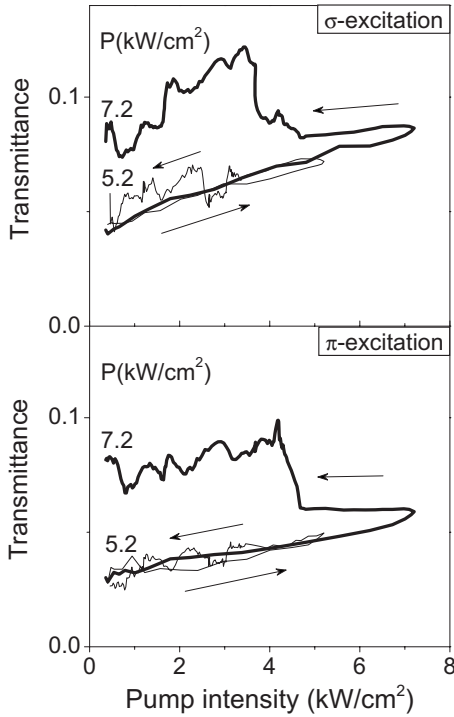 P(kW/cm²)
σ-excitation
0.1
7.2
5.2
Transmittance
0.0
P(kW/cm²)
π-excitation
0.1
7.2
5.2
Transmittance
0.0
0 2 4 6 8
Pump intensity (kW/cm²)